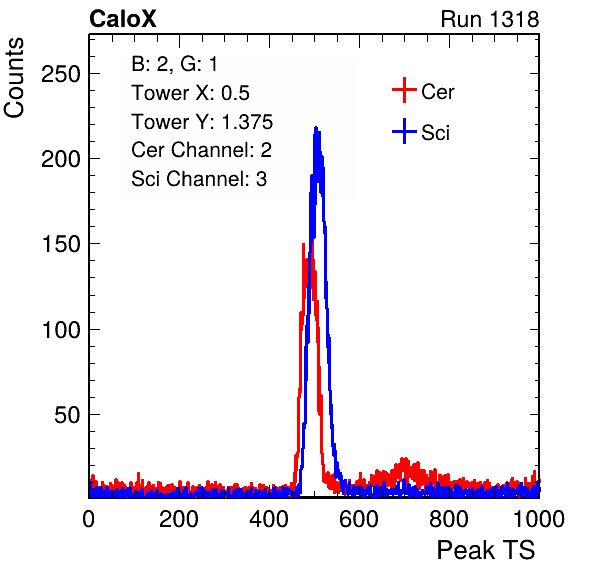 CaloX
Run 1318
Counts
B: 2, G: 1
Tower X: 0.5
Tower Y: 1.375
Cer Channel: 2
Sci Channel: 3
Cer
Sci
250
200
150
100
50
0
200
400
600
800
1000
Peak TS